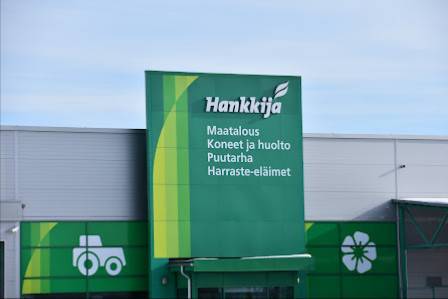 Hankkija
Maatalous
Koneet ja huolto
Puutarha
Harraste-eläimet